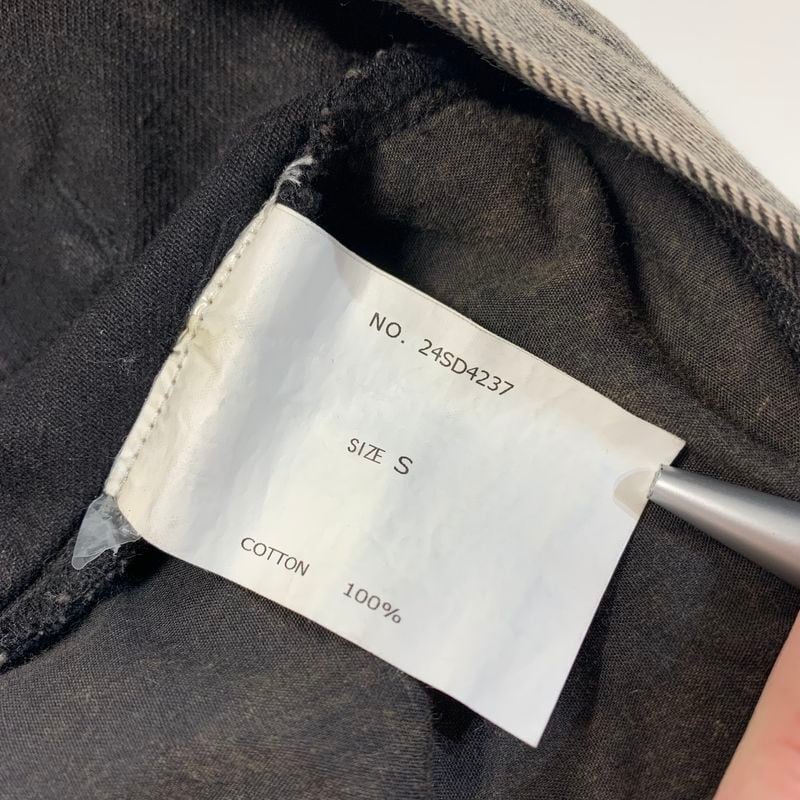 NO. 24SD4237
SIZE S
COTTON 100%